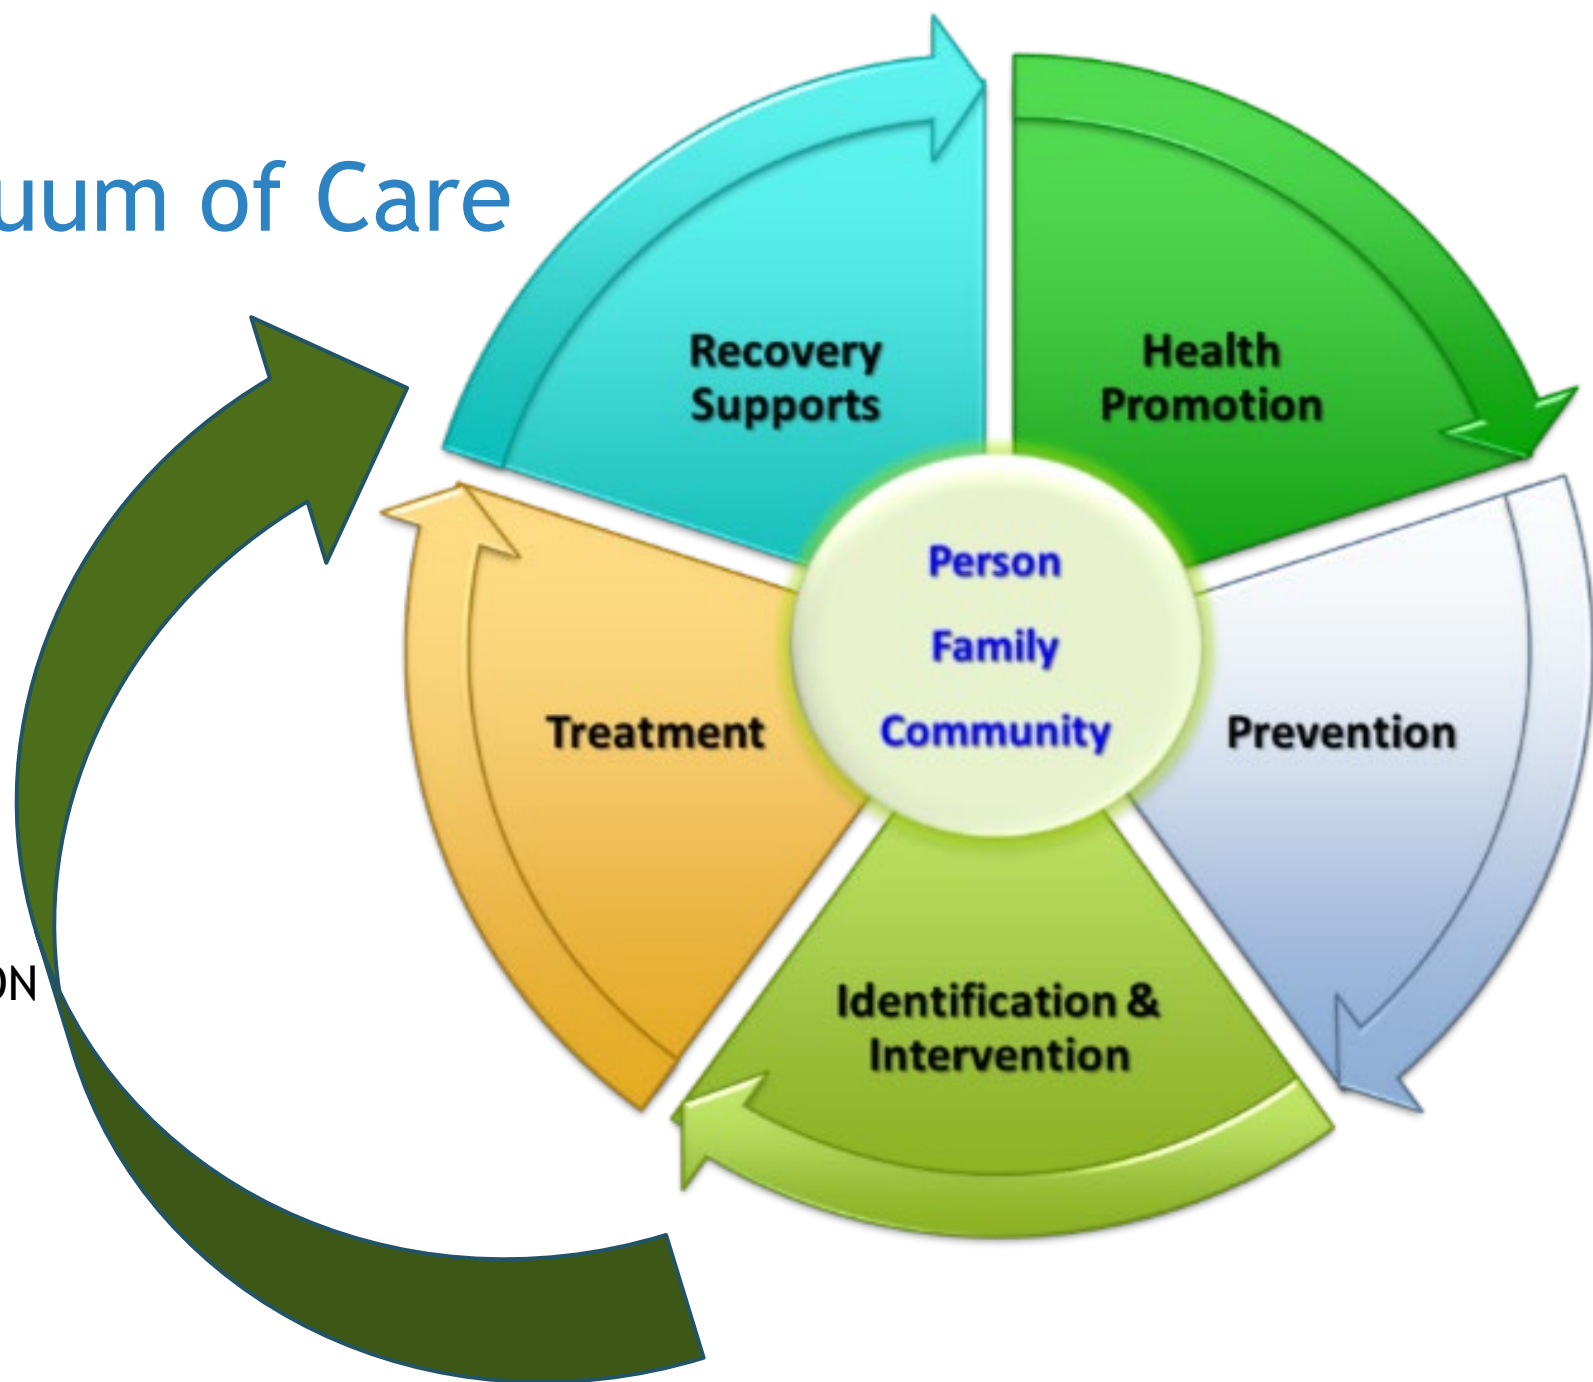 uum of Care
Recovery
Supports
Health
Promotion
Person
Family
Community
Treatment
Prevention
ON
Identification &
Intervention